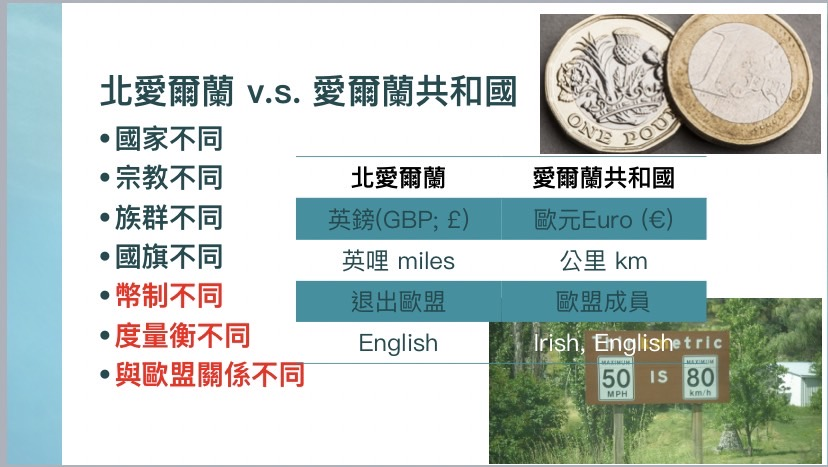 北愛爾蘭 v.s. 愛爾蘭共和國
•國家不同
•宗教不同
•族群不同
•國旗不同
•幣制不同
•度量衡不同
•與歐盟關係不同
北愛爾蘭 愛爾蘭共和國
英鎊(GBP; £) 歐元Euro (€)
英哩 miles 公里 km
退出歐盟 歐盟成員
English Irish, English
ONE POUN
1
etric
MAXIMUM MAXIMUM
50 IS 80
MPH km/h